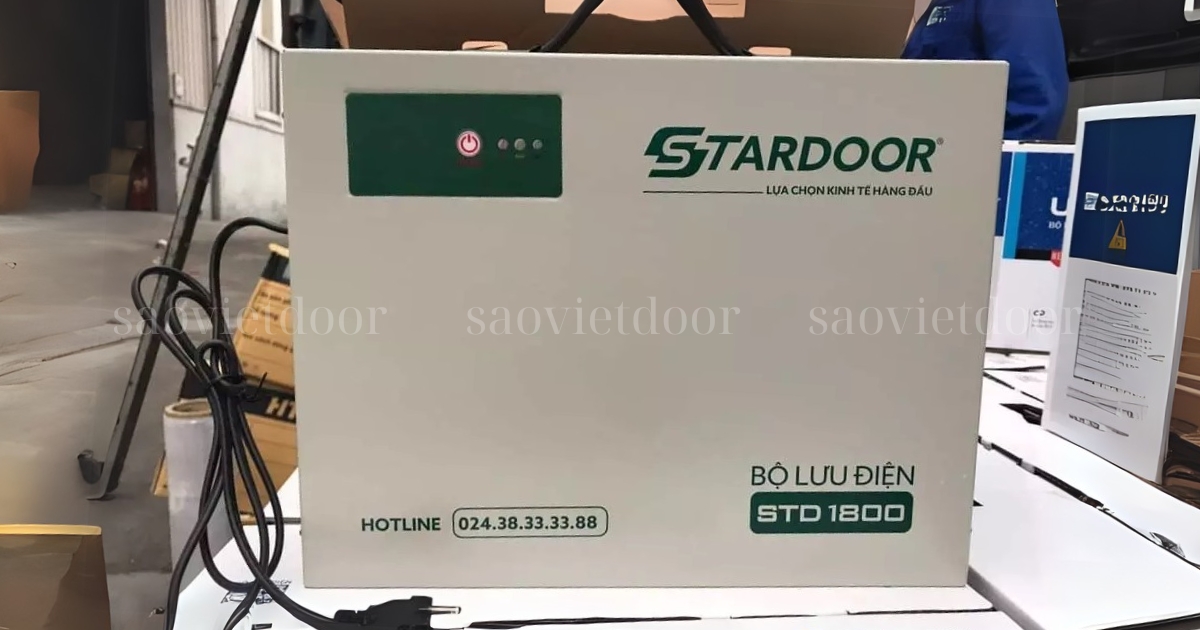 STARDOOR®
LỰA CHỌN KINH TẾ HÀNG ĐẦU
saovietdoor saovietdoor saovietdoor
HT
BỘ LƯU ĐIỆN
STD 1800
HOTLINE 024.38.33.33.88